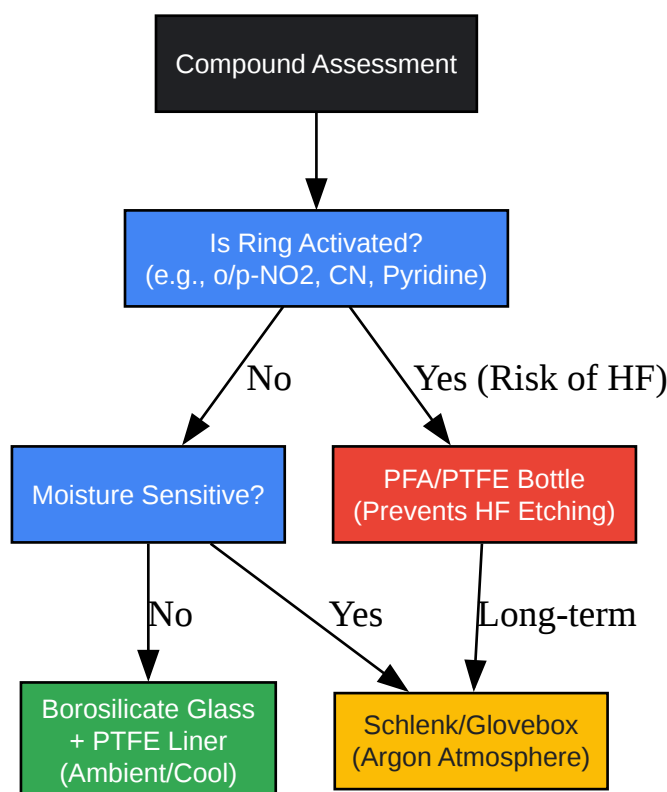 Compound Assessment
Is Ring Activated?
(e.g., o/p-NO2, CN, Pyridine)
No
Yes (Risk of HF)
Moisture Sensitive?
PFA/PTFE Bottle
(Prevents HF Etching)
No
Yes
Long-term
Borosilicate Glass
+ PTFE Liner
(Ambient/Cool)
Schlenk/Glovebox
(Argon Atmosphere)